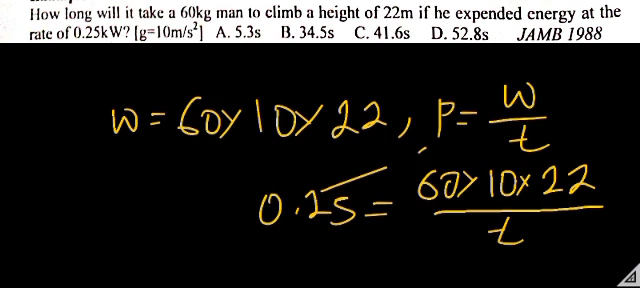 How long will it take a 60kg man to climb a height of 22m if he expended energy at the
rate of 0.25kW? [g=10m/s²] A. 5.3s B. 34.5s C. 41.6s D. 52.8s JAMB 1988
W = 60 x 10 x 22, P = W/t
0.25 = 60 x 10 x 22/t